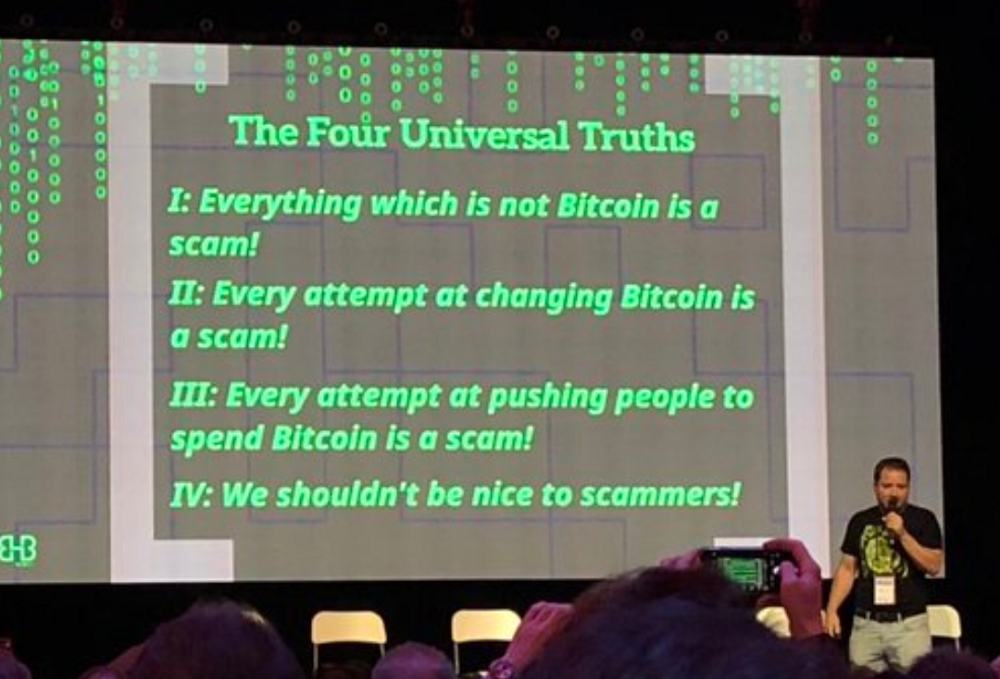 The Four Universal Truths
I: Everything which is not Bitcoin is a
scam!
II: Every attempt at changing Bitcoin is
a scam!
III: Every attempt at pushing people to
spend Bitcoin is a scam!
IV: We shouldn't be nice to scammers!